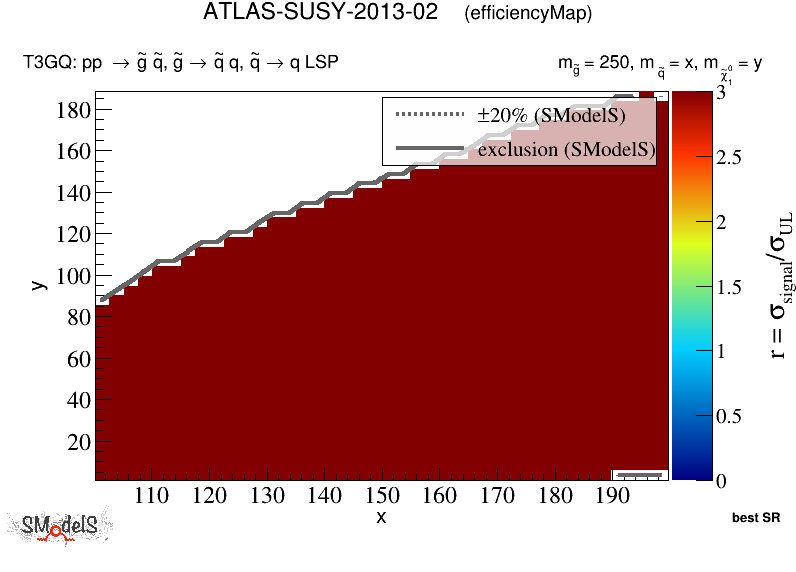 ATLAS-SUSY-2013-02 (efficiencyMap)
T3GQ: pp → g̃ q̃, g̃ → q̃ q, q̃ → q LSP
m_g̃ = 250, m_q̃ = x, m_χ̃₁⁰ = y
±20% (SModelS)
exclusion (SModelS)
180
160
140
120
100
80
60
40
20
y
110 120 130 140 150 160 170 180 190
x
3
2.5
2
1.5
1
0.5
0
r = σ_signal/σ_UL
SModelS
best SR